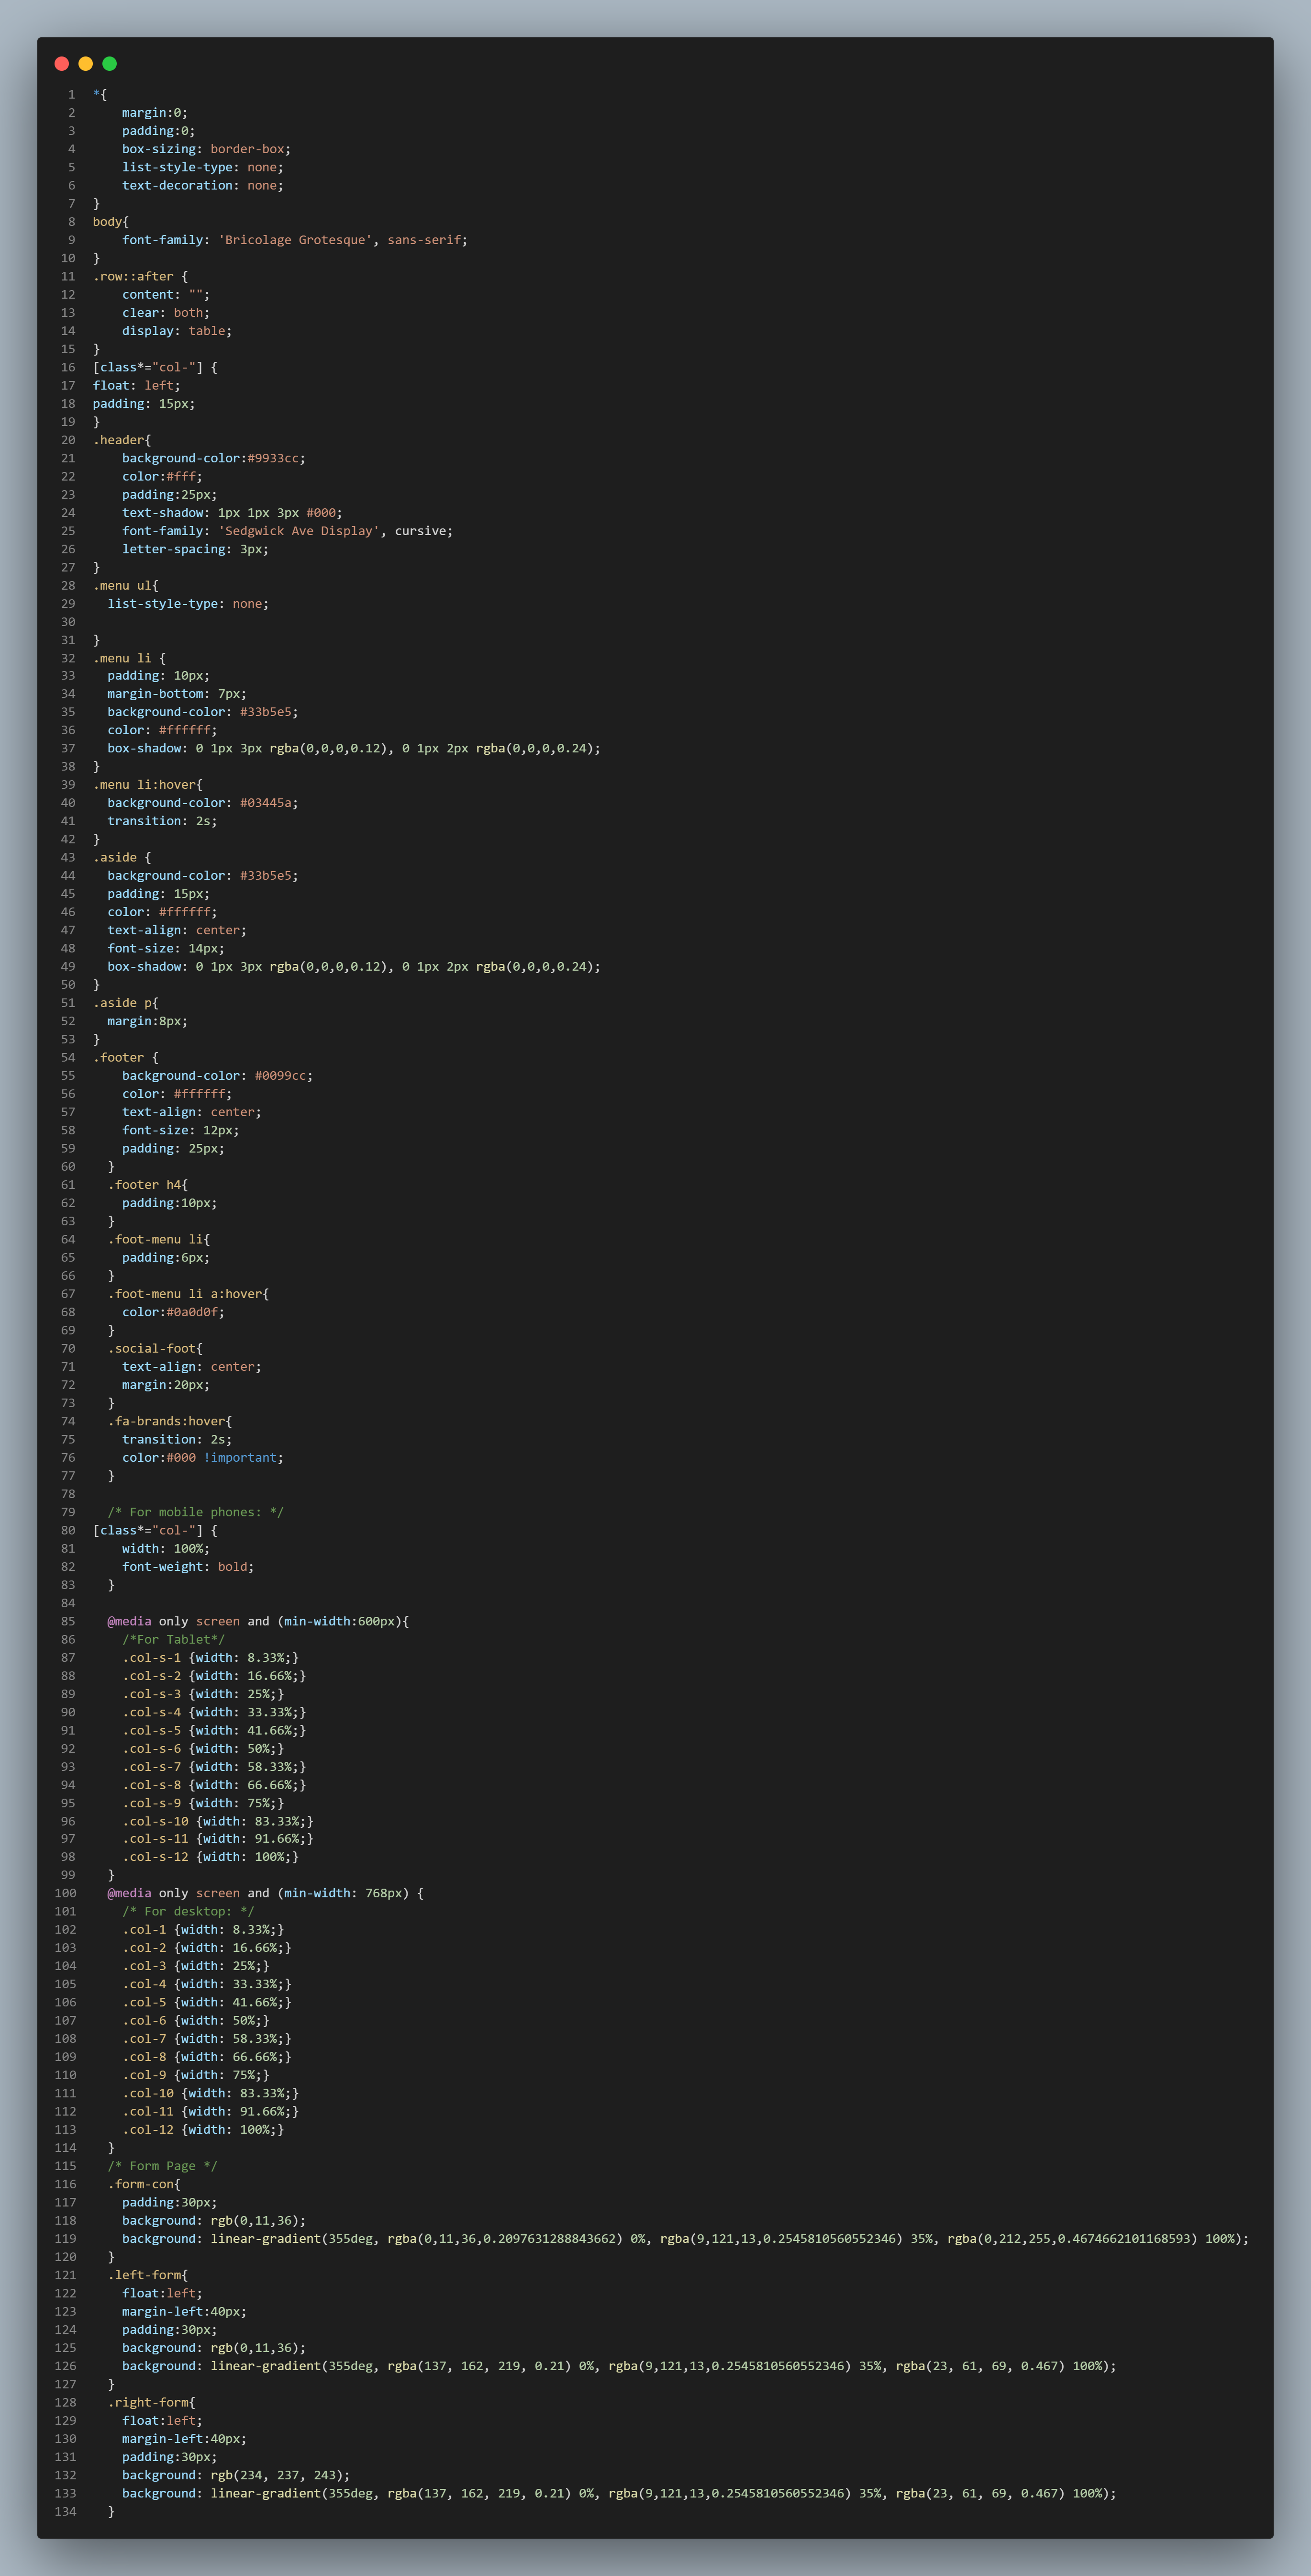 1 *{
2 margin:0;
3 padding:0;
4 box-sizing: border-box;
5 list-style-type: none;
6 text-decoration: none;
7 }
8 body{
9 font-family: 'Bricolage Grotesque', sans-serif;
10 }
11 .row::after {
12 content: "";
13 clear: both;
14 display: table;
15 }
16 [class*="col-"] {
17 float: left;
18 padding: 15px;
19 }
20 .header{
21 background-color:#9933cc;
22 color:#fff;
23 padding:25px;
24 text-shadow: 1px 1px 3px #000;
25 font-family: 'Sedgwick Ave Display', cursive;
26 letter-spacing: 3px;
27 }
28 .menu ul{
29 list-style-type: none;
30
31 }
32 .menu li {
33 padding: 10px;
34 margin-bottom: 7px;
35 background-color: #33b5e5;
36 color: #ffffff;
37 box-shadow: 0 1px 3px rgba(0,0,0,0.12), 0 1px 2px rgba(0,0,0,0.24);
38 }
39 .menu li:hover{
40 background-color: #03445a;
41 transition: 2s;
42 }
43 .aside {
44 background-color: #33b5e5;
45 padding: 15px;
46 color: #ffffff;
47 text-align: center;
48 font-size: 14px;
49 box-shadow: 0 1px 3px rgba(0,0,0,0.12), 0 1px 2px rgba(0,0,0,0.24);
50 }
51 .aside p{
52 margin:8px;
53 }
54 .footer {
55 background-color: #0099cc;
56 color: #ffffff;
57 text-align: center;
58 font-size: 12px;
59 padding: 25px;
60 }
61 .footer h4{
62 padding:10px;
63 }
64 .foot-menu li{
65 padding:6px;
66 }
67 .foot-menu li a:hover{
68 color:#0a0d0f;
69 }
70 .social-foot{
71 text-align: center;
72 margin:20px;
73 }
74 .fa-brands:hover{
75 transition: 2s;
76 color:#000 !important;
77 }
78
79 /* For mobile phones: */
80 [class*="col-"] {
81 width: 100%;
82 font-weight: bold;
83 }
84
85 @media only screen and (min-width:600px){
86 /*For Tablet*/
87 .col-s-1 {width: 8.33%;}
88 .col-s-2 {width: 16.66%;}
89 .col-s-3 {width: 25%;}
90 .col-s-4 {width: 33.33%;}
91 .col-s-5 {width: 41.66%;}
92 .col-s-6 {width: 50%;}
93 .col-s-7 {width: 58.33%;}
94 .col-s-8 {width: 66.66%;}
95 .col-s-9 {width: 75%;}
96 .col-s-10 {width: 83.33%;}
97 .col-s-11 {width: 91.66%;}
98 .col-s-12 {width: 100%;}
99 }
100 @media only screen and (min-width: 768px) {
101 /* For desktop: */
102 .col-1 {width: 8.33%;}
103 .col-2 {width: 16.66%;}
104 .col-3 {width: 25%;}
105 .col-4 {width: 33.33%;}
106 .col-5 {width: 41.66%;}
107 .col-6 {width: 50%;}
108 .col-7 {width: 58.33%;}
109 .col-8 {width: 66.66%;}
110 .col-9 {width: 75%;}
111 .col-10 {width: 83.33%;}
112 .col-11 {width: 91.66%;}
113 .col-12 {width: 100%;}
114 }
115 /* Form Page */
116 .form-con{
117 padding:30px;
118 background: rgb(0,11,36);
119 background: linear-gradient(355deg, rgba(0,11,36,0.2097631288843662) 0%, rgba(9,121,13,0.2545810560552346) 35%, rgba(0,212,255,0.4674662101168593) 100%);
120 }
121 .left-form{
122 float:left;
123 margin-left:40px;
124 padding:30px;
125 background: rgb(0,11,36);
126 background: linear-gradient(355deg, rgba(137, 162, 219, 0.21) 0%, rgba(9,121,13,0.2545810560552346) 35%, rgba(23, 61, 69, 0.467) 100%);
127 }
128 .right-form{
129 float:left;
130 margin-left:40px;
131 padding:30px;
132 background: rgb(234, 237, 243);
133 background: linear-gradient(355deg, rgba(137, 162, 219, 0.21) 0%, rgba(9,121,13,0.2545810560552346) 35%, rgba(23, 61, 69, 0.467) 100%);
134 }